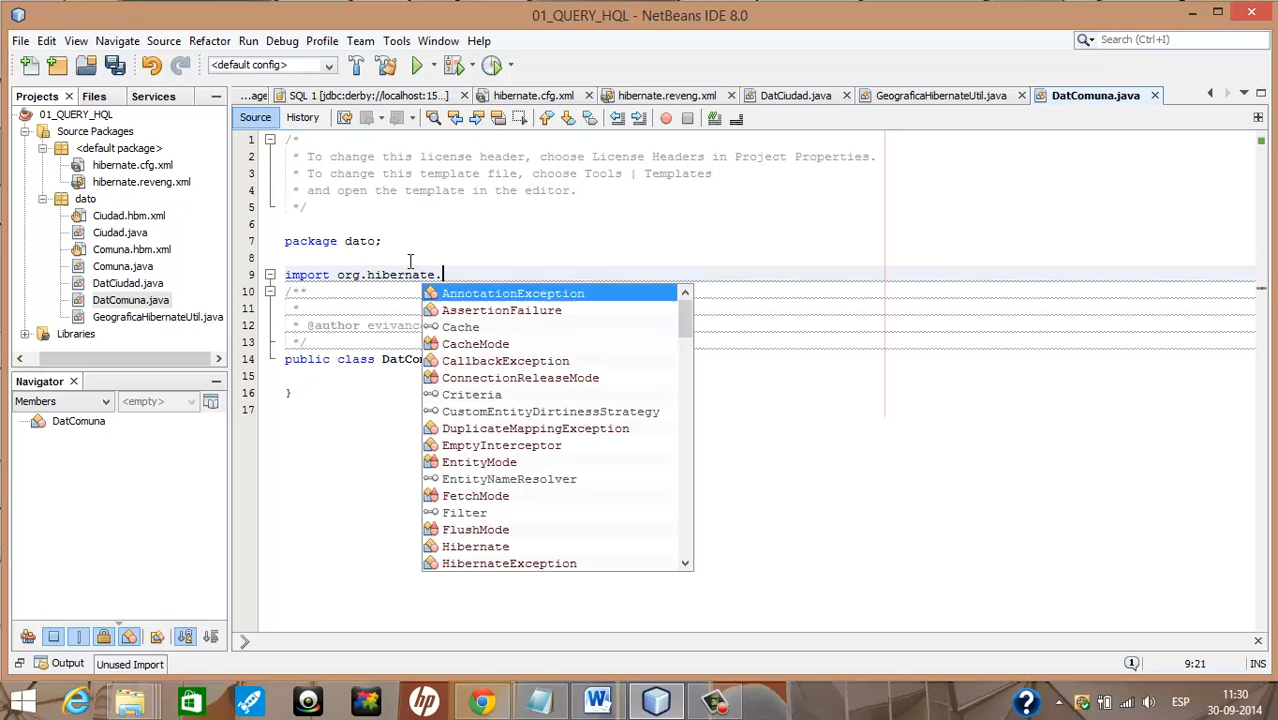 01_QUERY_HQL - NetBeans IDE 8.0
File Edit View Navigate Source Refactor Run Debug Profile Team Tools Window Help
Search (Ctrl+I)
<default config>
Projects Files Services
...age SQL 1 [jdbc:derby://localhost:15...] hibernate.cfg.xml hibernate.reveng.xml DatCiudad.java GeograficaHibernateUtil.java DatComuna.java
Source History
01_QUERY_HQL
Source Packages
<default package>
hibernate.cfg.xml
hibernate.reveng.xml
dato
Ciudad.hbm.xml
Ciudad.java
Comuna.hbm.xml
Comuna.java
DatCiudad.java
DatComuna.java
GeograficaHibernateUtil.java
Libraries
Navigator
Members <empty>
DatComuna
1 /*
2 * To change this license header, choose License Headers in Project Properties.
3 * To change this template file, choose Tools | Templates
4 * and open the template in the editor.
5 */
6
7 package dato;
8
9 import org.hibernate.
10 /**
11 *
12 * @author evivanc
13 */
14 public class DatCo
15
16 }
17
AnnotationException
AssertionFailure
Cache
CacheMode
CallbackException
ConnectionReleaseMode
Criteria
CustomEntityDirtinessStrategy
DuplicateMappingException
EmptyInterceptor
EntityMode
EntityNameResolver
FetchMode
Filter
FlushMode
Hibernate
HibernateException
Output Unused Import
1 9:21 INS
hp W ? ESP
11:30
30-09-2014